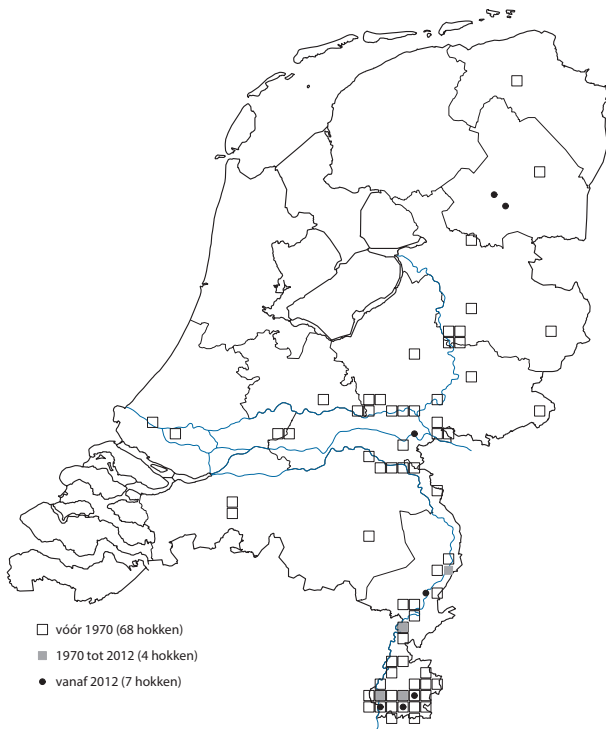 vóór 1970 (68 hokken)
1970 tot 2012 (4 hokken)
vanaf 2012 (7 hokken)